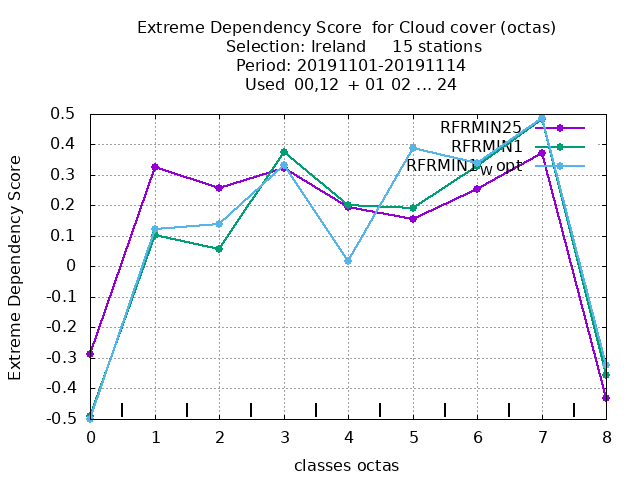 Extreme Dependency Score  for Cloud cover (octas)
Selection: Ireland     15 stations
Period: 20191101-20191114
Used  00,12  + 01 02 ... 24
RFRMIN25
RFRMIN1
RFRMIN1w opt
Extreme Dependency Score
0.5
0.4
0.3
0.2
0.1
0
-0.1
-0.2
-0.3
-0.4
-0.5
0 1 2 3 4 5 6 7 8
classes octas